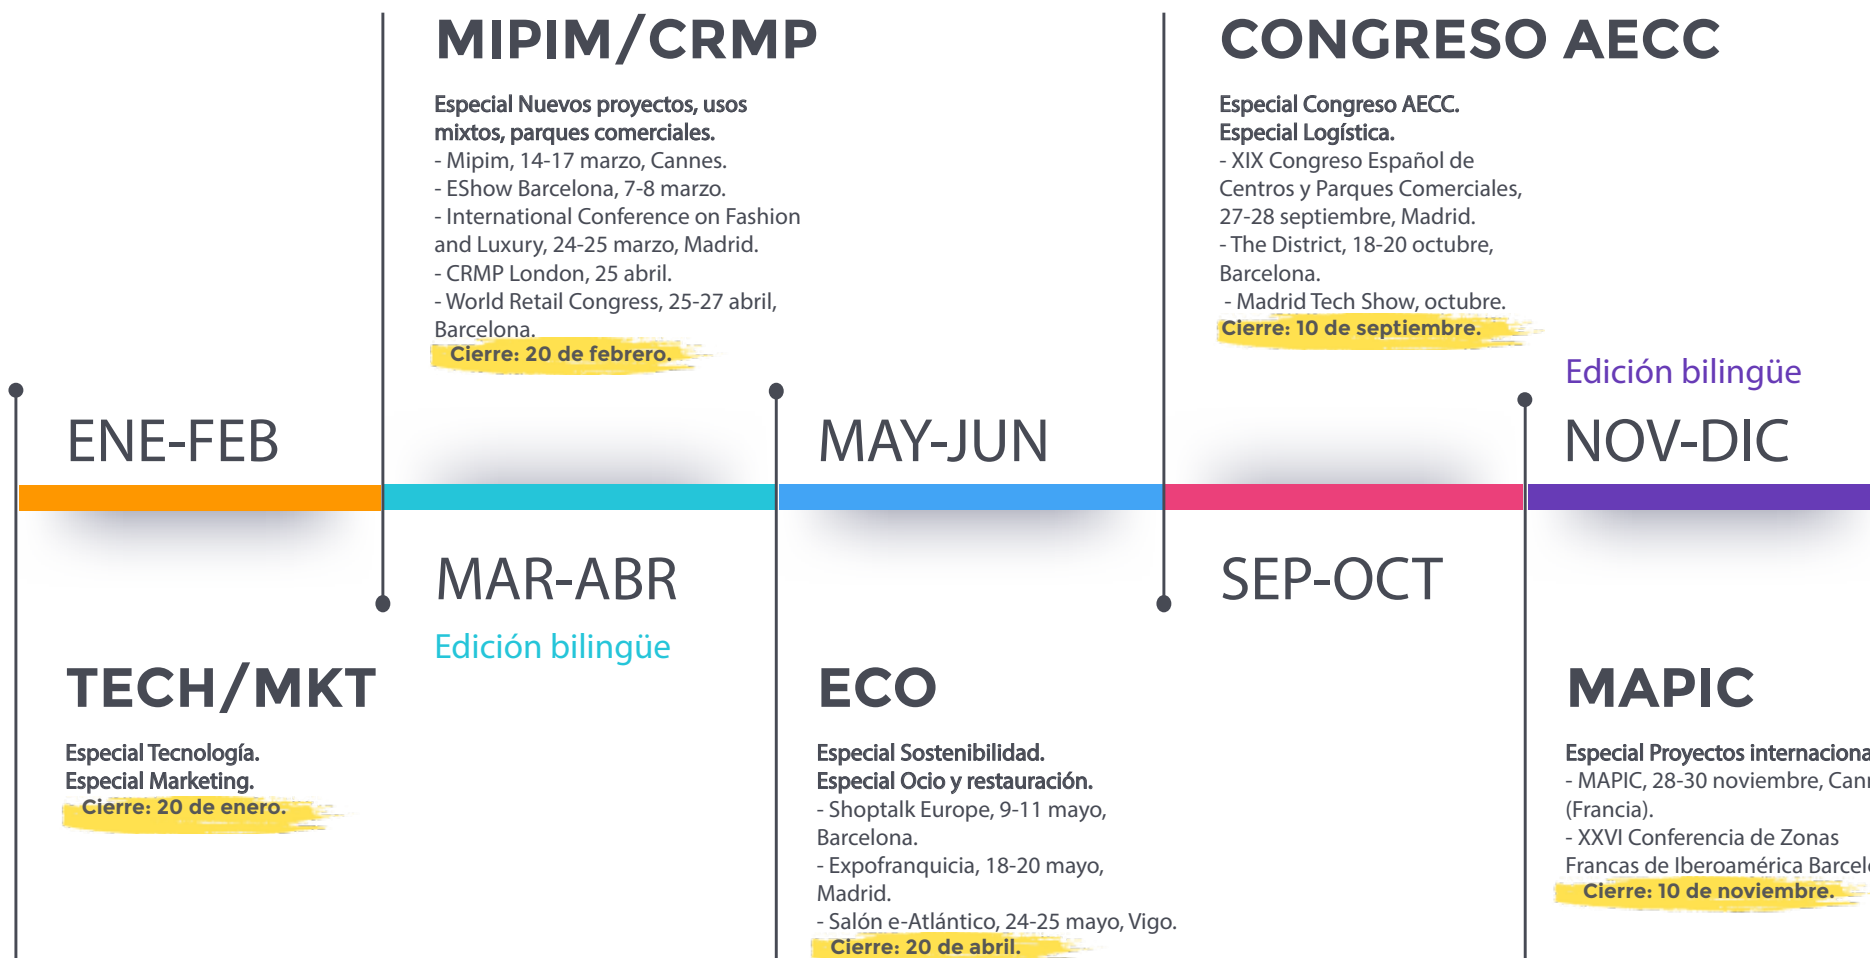 MIPIM/CRMP
Especial Nuevos proyectos, usos
mixtos, parques comerciales.
- Mipim, 14-17 marzo, Cannes.
- EShow Barcelona, 7-8 marzo.
- International Conference on Fashion
and Luxury, 24-25 marzo, Madrid.
- CRMP London, 25 abril.
- World Retail Congress, 25-27 abril,
Barcelona.
Cierre: 20 de febrero.
CONGRESO AECC
Especial Congreso AECC.
Especial Logística.
- XIX Congreso Español de
Centros y Parques Comerciales,
27-28 septiembre, Madrid.
- The District, 18-20 octubre,
Barcelona.
- Madrid Tech Show, octubre.
Cierre: 10 de septiembre.
Edición bilingüe
ENE-FEB
MAY-JUN
NOV-DIC
MAR-ABR
Edición bilingüe
SEP-OCT
TECH/MKT
Especial Tecnología.
Especial Marketing.
Cierre: 20 de enero.
ECO
Especial Sostenibilidad.
Especial Ocio y restauración.
- Shoptalk Europe, 9-11 mayo,
Barcelona.
- Expofranquicia, 18-20 mayo,
Madrid.
- Salón e-Atlántico, 24-25 mayo, Vigo.
Cierre: 20 de abril.
MAPIC
Especial Proyectos
- MAPIC, 28-30 noviembre,
(Francia).
- XXVI Conferencia de Zonas
Francas de Iberoamérica
Cierre: 10 de noviembre.